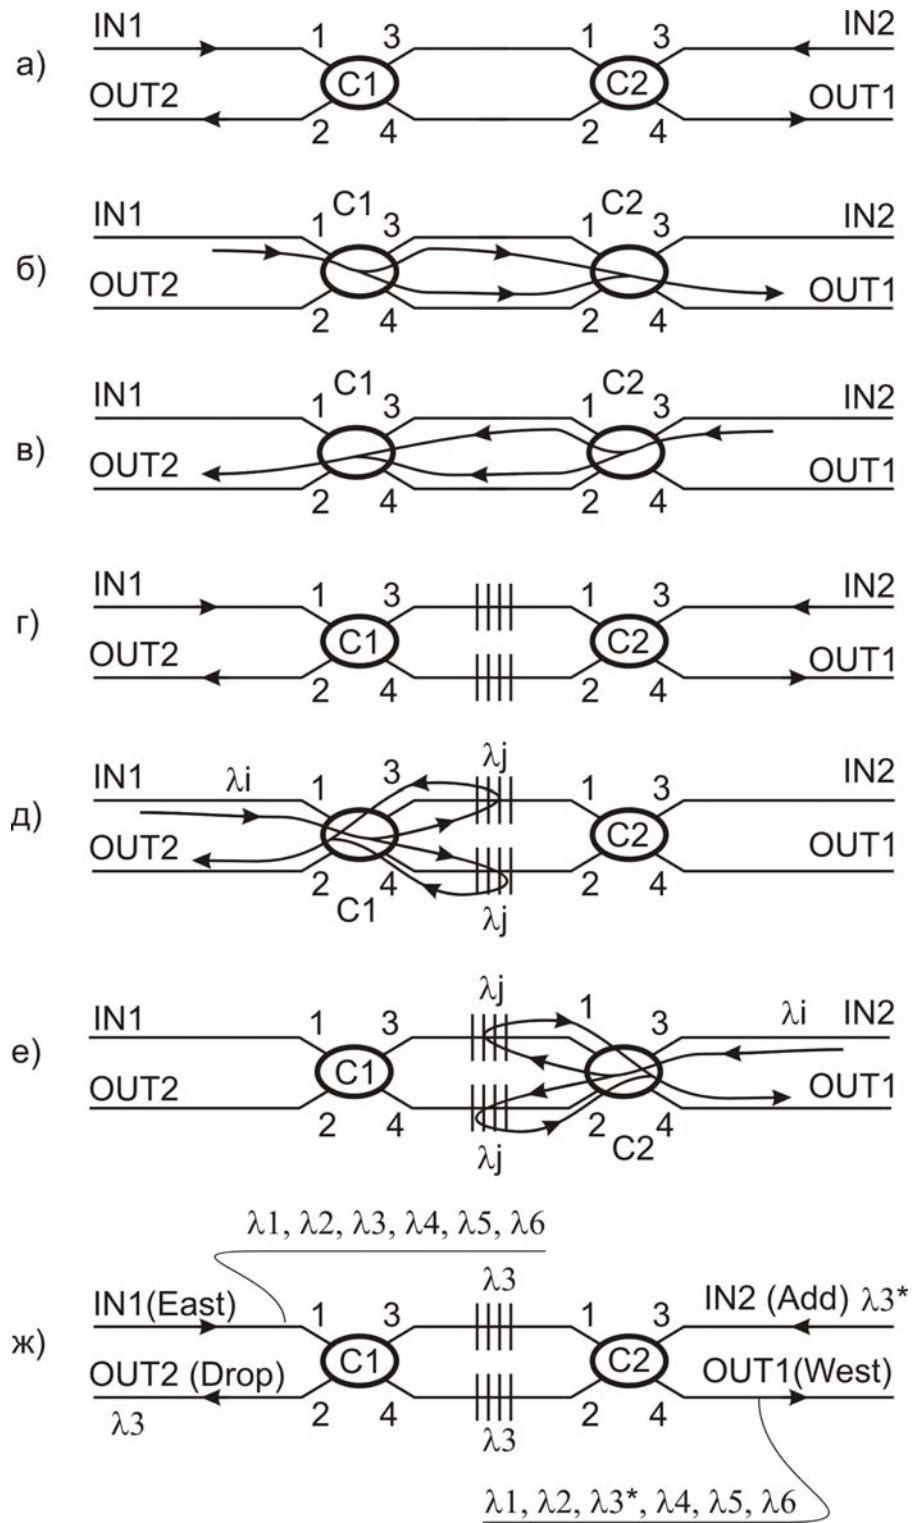 IN1 1 3 1 3 IN2
а) C1 C2
OUT2 2 4 2 4 OUT1
C1 C2
IN1 1 3 1 3 IN2
б)
OUT2 2 4 2 4 OUT1
C1 C2
IN1 1 3 1 3 IN2
в)
OUT2 2 4 2 4 OUT1
IN1 1 3 1 3 IN2
г) C1 C2
OUT2 2 4 2 4 OUT1
λj
IN1 λi 1 3 1 3 IN2
д) C2
OUT2 2 4 2 4 OUT1
C1 λj
λj
IN1 1 3 1 3 λi IN2
е) C1
OUT2 2 4 2 4 OUT1
λj C2
λ1, λ2, λ3, λ4, λ5, λ6
λ3
IN1(East) 1 3 1 3 IN2 (Add) λ3*
ж) C1 C2
OUT2 (Drop) 2 4 2 4 OUT1(West)
λ3 λ3
λ1, λ2, λ3*, λ4, λ5, λ6